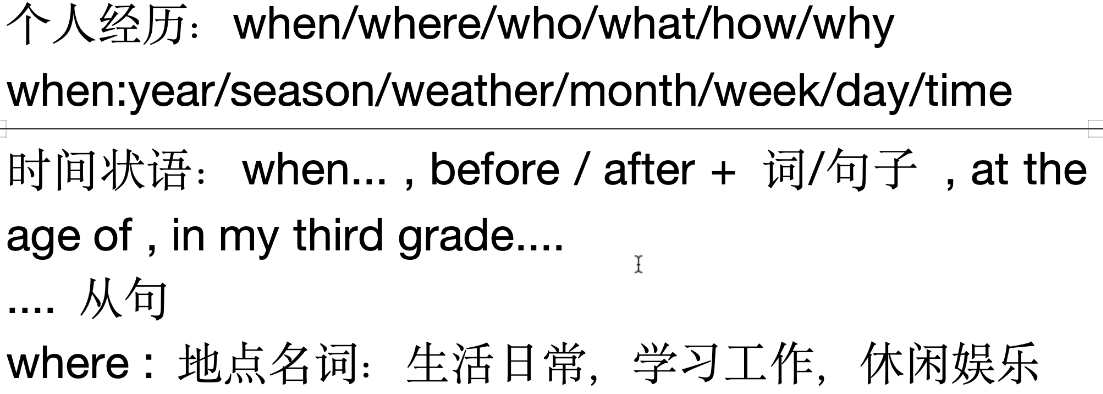 个人经历：when/where/who/what/how/why
when:year/season/weather/month/week/day/time
时间状语：when... , before / after + 词/句子 , at the
age of , in my third grade....
.... 从句
where : 地点名词：生活日常，学习工作，休闲娱乐